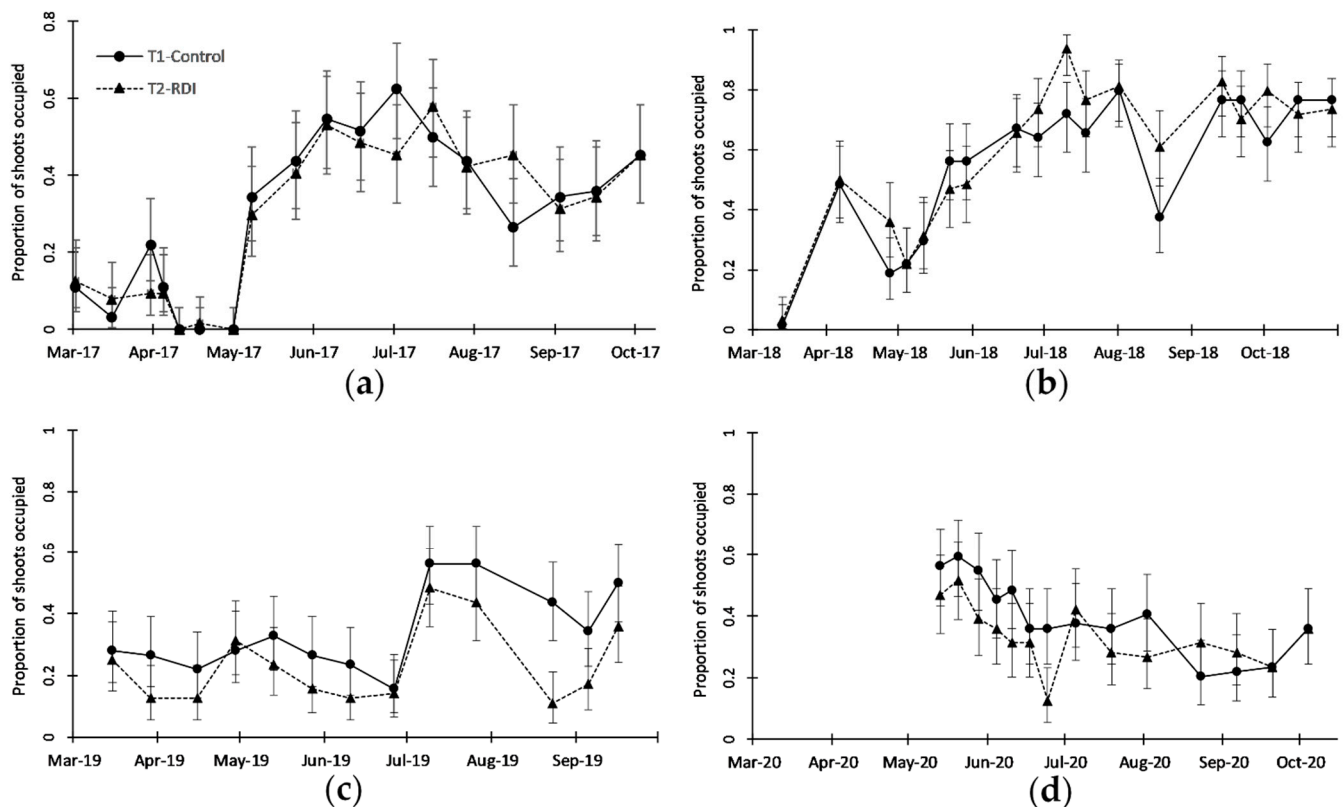 0.8
0.6
0.4
0.2
0
Proportion of shoots occupied
T1-Control
T2-RDI
Mar-17 Apr-17 May-17 Jun-17 Jul-17 Aug-17 Sep-17 Oct-17
(a)
1
0.8
0.6
0.4
0.2
0
Proportion of shoots occupied
Mar-18 Apr-18 May-18 Jun-18 Jul-18 Aug-18 Sep-18 Oct-18
(b)
1
0.8
0.6
0.4
0.2
0
Proportion of shoots occupied
Mar-19 Apr-19 May-19 Jun-19 Jul-19 Aug-19 Sep-19
(c)
1
0.8
0.6
0.4
0.2
0
Proportion of shoots occupied
Mar-20 Apr-20 May-20 Jun-20 Jul-20 Aug-20 Sep-20 Oct-20
(d)